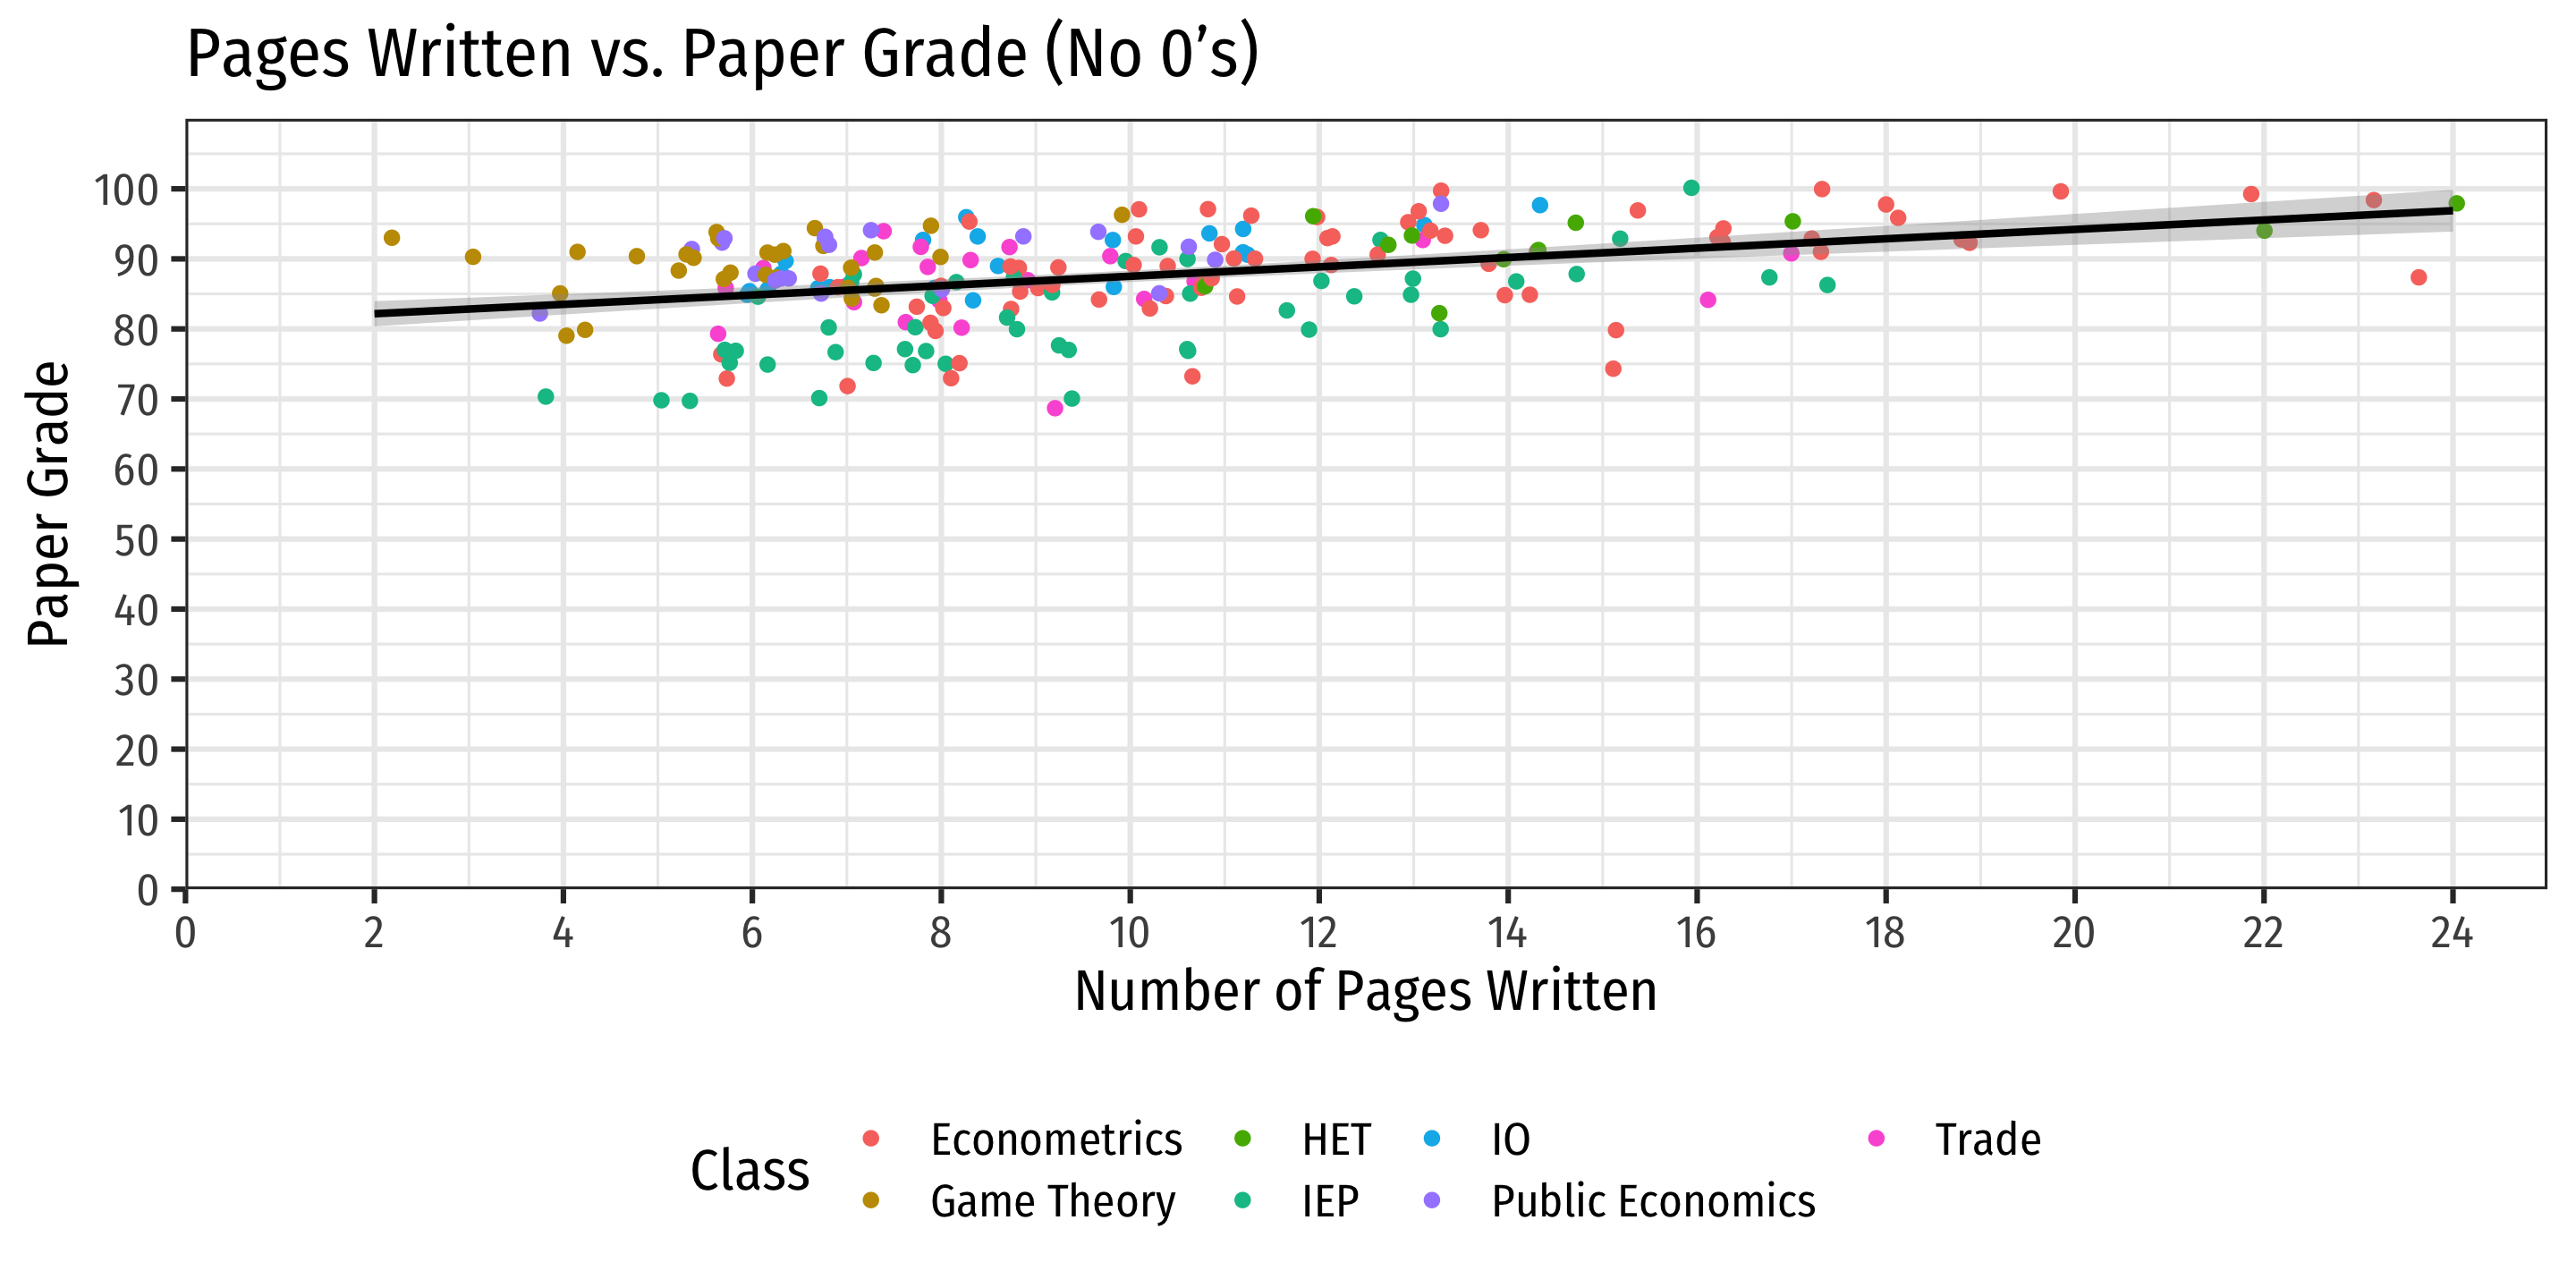 Pages Written vs. Paper Grade (No 0’s)
Paper Grade
100
90
80
70
60
50
40
30
20
10
0
0 2 4 6 8 10 12 14 16 18 20 22 24
Number of Pages Written
Class
Econometrics HET IO Trade
Game Theory IEP Public Economics